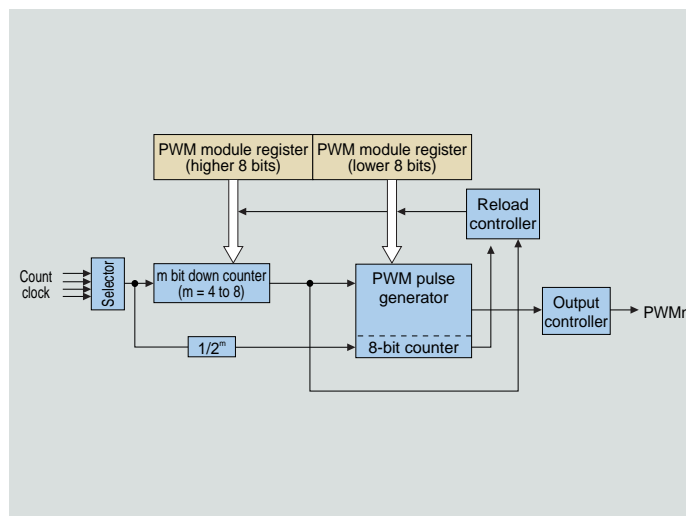 PWM module register
(higher 8 bits)
PWM module register
(lower 8 bits)
Reload
controller
Count
clock
Selector
m bit down counter
(m = 4 to 8)
PWM pulse
generator
Output
controller
PWMn
1/2m
8-bit counter